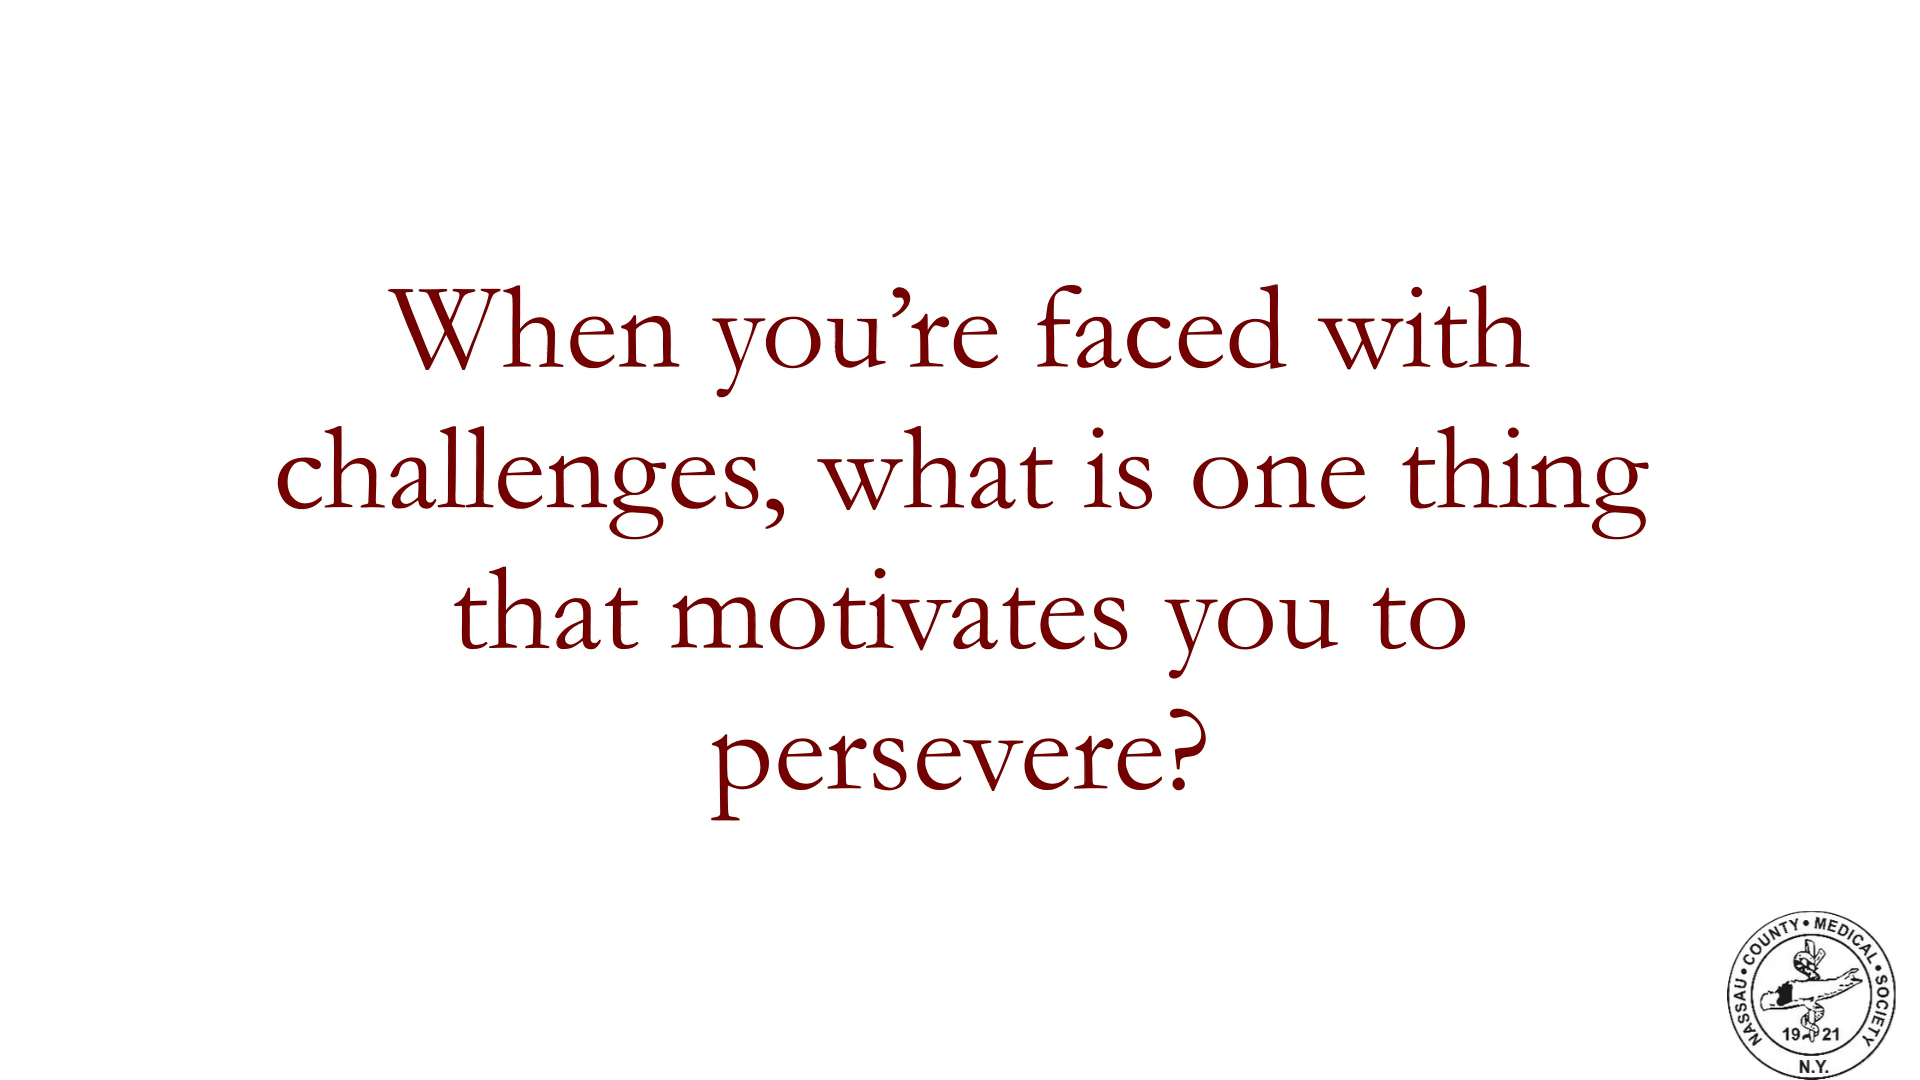 When you’re faced with
challenges, what is one thing
that motivates you to
persevere?
NASSAU • COUNTY • MEDICAL • SOCIETY
19 21
N.Y.